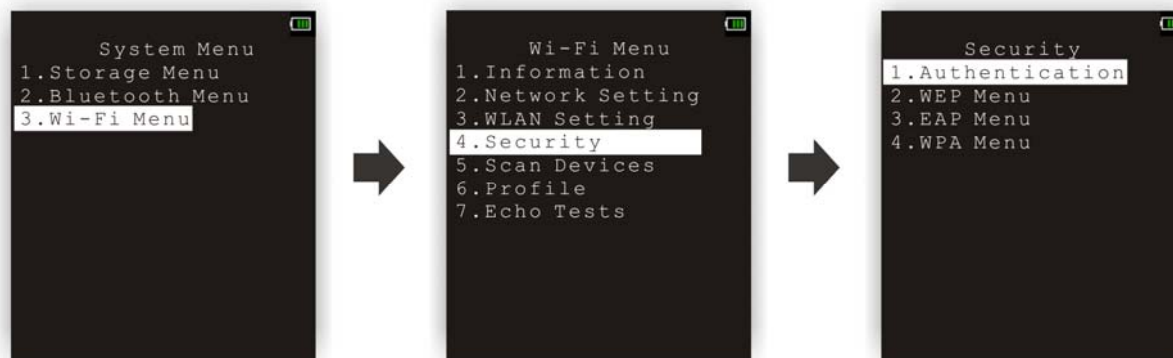 System Menu
1.Storage Menu
2.Bluetooth Menu
3.Wi-Fi Menu
Wi-Fi Menu
1.Information
2.Network Setting
3.WLAN Setting
4.Security
5.Scan Devices
6.Profile
7.Echo Tests
Security
1.Authentication
2.WEP Menu
3.EAP Menu
4.WPA Menu